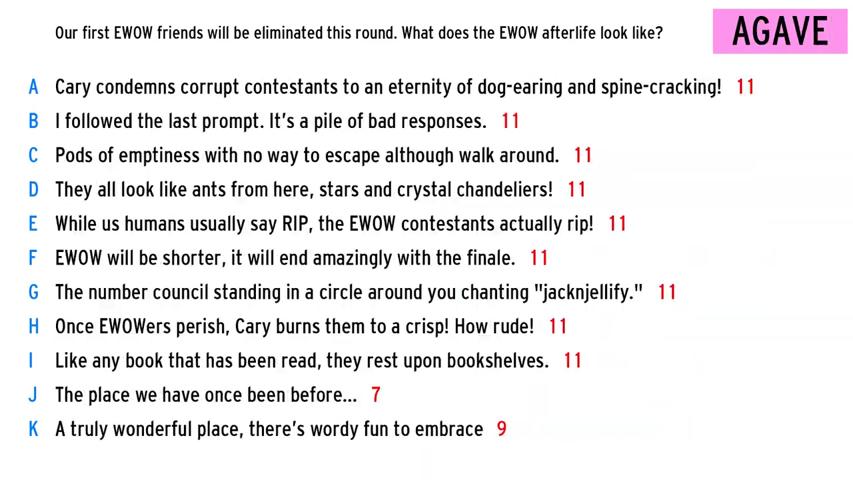 Our first EWOW friends will be eliminated this round. What does the EWOW afterlife look like?
AGAVE
A Cary condemns corrupt contestants to an eternity of dog-earing and spine-cracking! 11
B I followed the last prompt. It's a pile of bad responses. 11
C Pods of emptiness with no way to escape although walk around. 11
D They all look like ants from here, stars and crystal chandeliers! 11
E While us humans usually say RIP, the EWOW contestants actually rip! 11
F EWOW will be shorter, it will end amazingly with the finale. 11
G The number council standing in a circle around you chanting "jacknjellify." 11
H Once EWOWers perish, Cary burns them to a crisp! How rude! 11
I Like any book that has been read, they rest upon bookshelves. 11
J The place we have once been before... 7
K A truly wonderful place, there's wordy fun to embrace 9